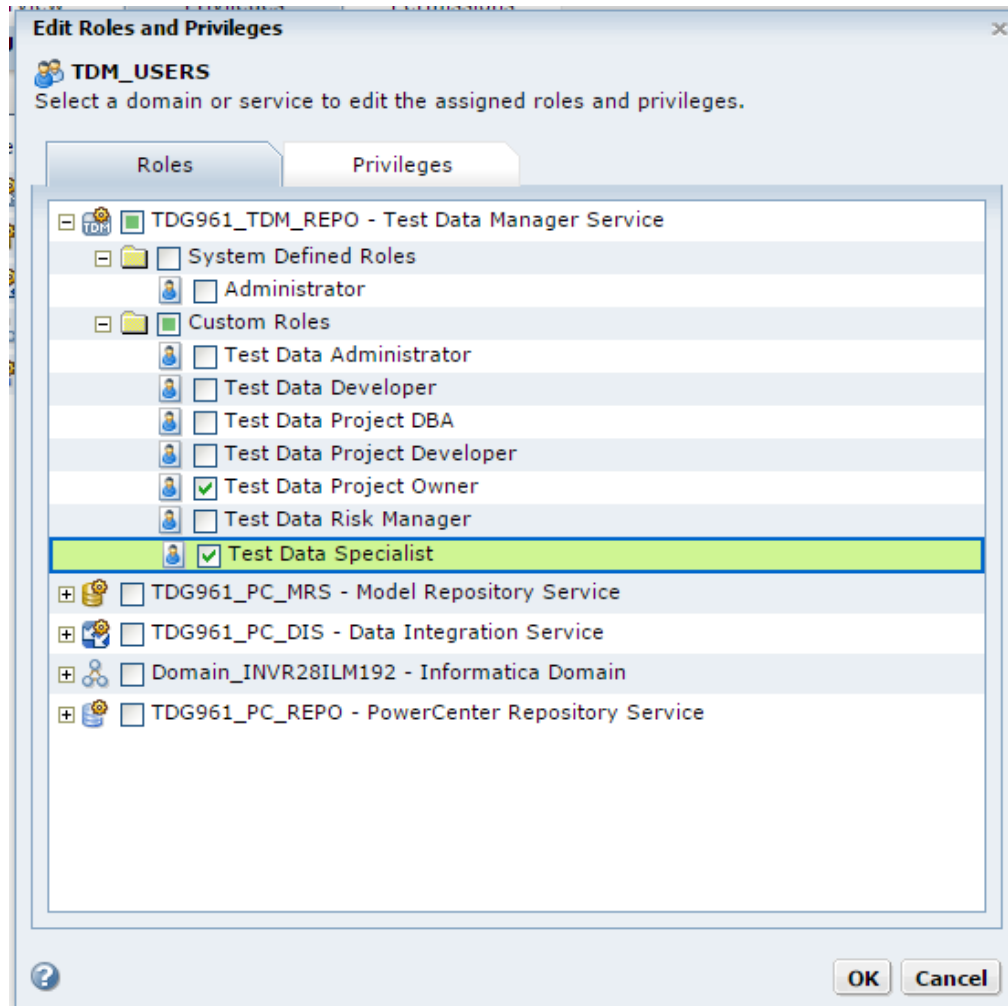 Edit Roles and Privileges
TDM_USERS
Select a domain or service to edit the assigned roles and privileges.
Roles Privileges
TDG961_TDM_REPO - Test Data Manager Service
System Defined Roles
Administrator
Custom Roles
Test Data Administrator
Test Data Developer
Test Data Project DBA
Test Data Project Developer
Test Data Project Owner
Test Data Risk Manager
Test Data Specialist
TDG961_PC_MRS - Model Repository Service
TDG961_PC_DIS - Data Integration Service
Domain_INVR28ILM192 - Informatica Domain
TDG961_PC_REPO - PowerCenter Repository Service
OK Cancel